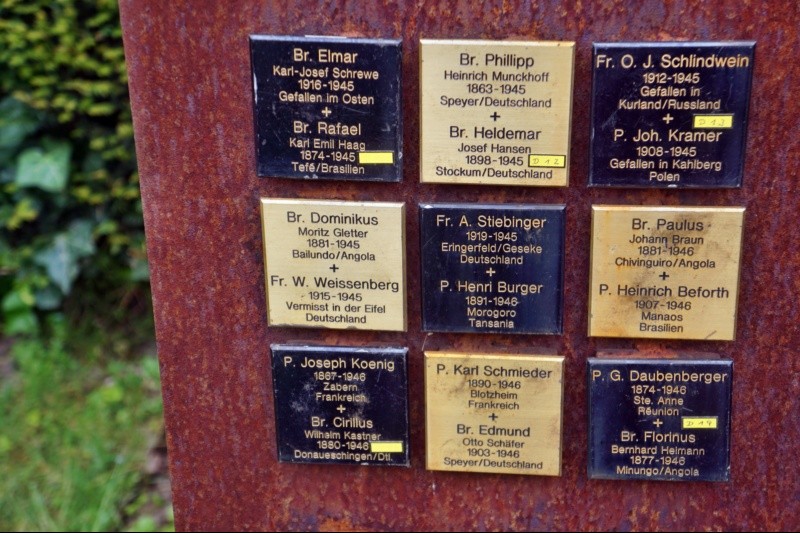 Br. Elmar
Karl-Josef Schrewe
1916-1945
Gefallen im Osten
+
Br. Rafael
Karl Emil Haag
1874-1945
Tefé/Brasilien
Br. Phillipp
Heinrich Munckhoff
1863-1945
Speyer/Deutschland
+
Br. Heldemar
Josef Hansen
1898-1945
D 12
Stockum/Deutschland
Fr. O. J. Schlindwein
1912-1945
Gefallen in
Kurland/Russland
+
D 13
P. Joh. Kramer
1908-1945
Gefallen in Kahlberg
Polen
Br. Dominikus
Moritz Gletter
1881-1945
Bailundo/Angola
+
Fr. W. Weissenberg
1915-1945
Vermisst in der Eifel
Deutschland
Fr. A. Stiebinger
1919-1945
Eringerfeld/Geseke
Deutschland
+
P. Henri Burger
1891-1946
Morogoro
Tansania
Br. Paulus
Johann Braun
1881-1946
Chivinguiro/Angola
+
P. Heinrich Beforth
1907-1946
Manaos
Brasilien
P. Joseph Koenig
1867-1946
Zabern
Frankreich
+
Br. Cirillus
Wilhelm Kastner
1880-1946
Donaueschingen/Dtl.
P. Karl Schmieder
1890-1946
Blotzheim
Frankreich
+
Br. Edmund
Otto Schäfer
1903-1946
Speyer/Deutschland
P. G. Daubenberger
1874-1946
Ste. Anne
Réunion
+
D 14
Br. Florinus
Bernhard Heimann
1877-1946
Minungo/Angola